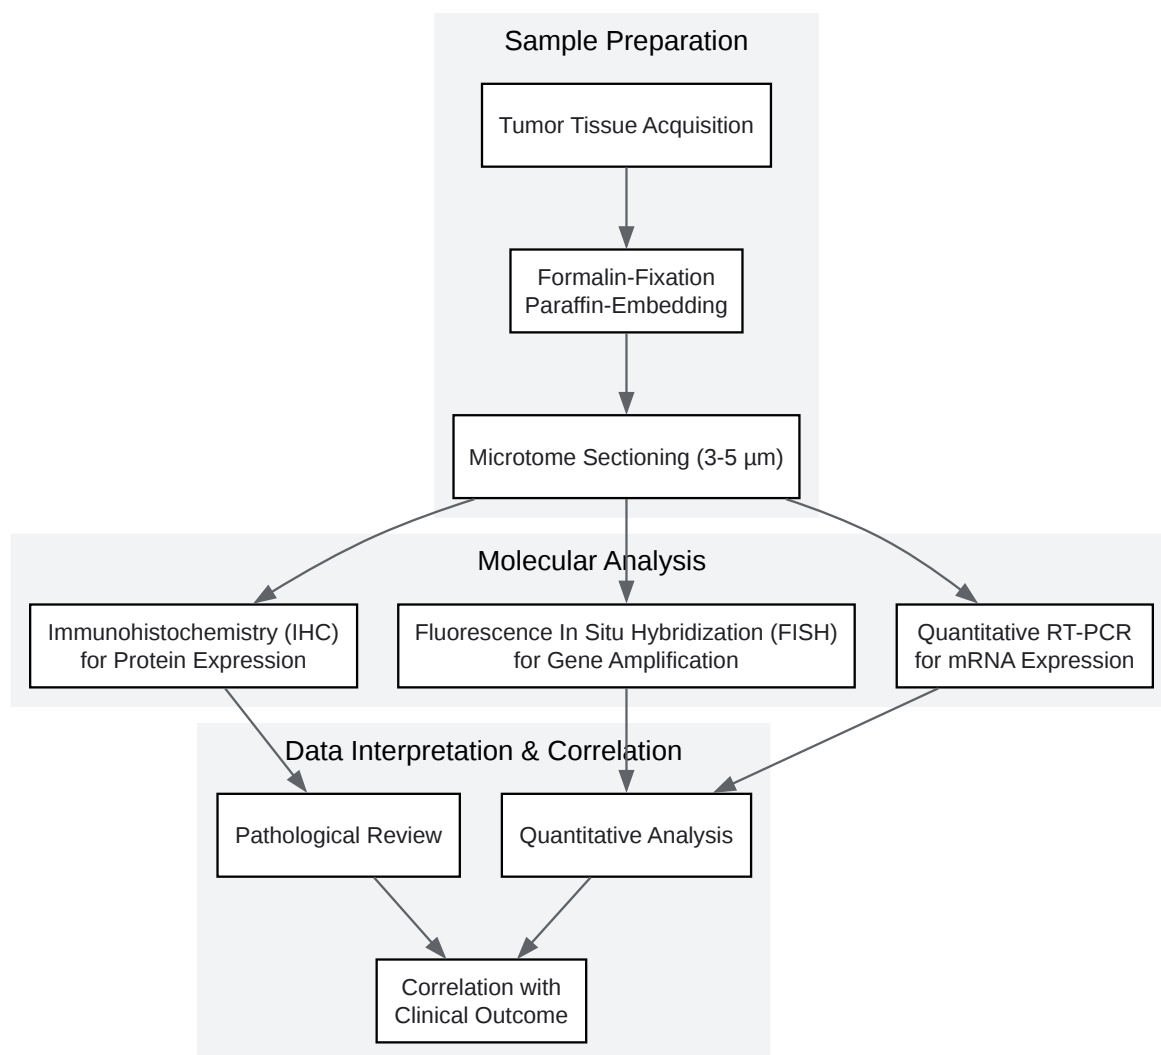 Sample Preparation
Tumor Tissue Acquisition
Formalin-Fixation
Paraffin-Embedding
Microtome Sectioning (3-5 µm)
Molecular Analysis
Immunohistochemistry (IHC)
for Protein Expression
Fluorescence In Situ Hybridization (FISH)
for Gene Amplification
Quantitative RT-PCR
for mRNA Expression
Data Interpretation & Correlation
Pathological Review
Quantitative Analysis
Correlation with
Clinical Outcome